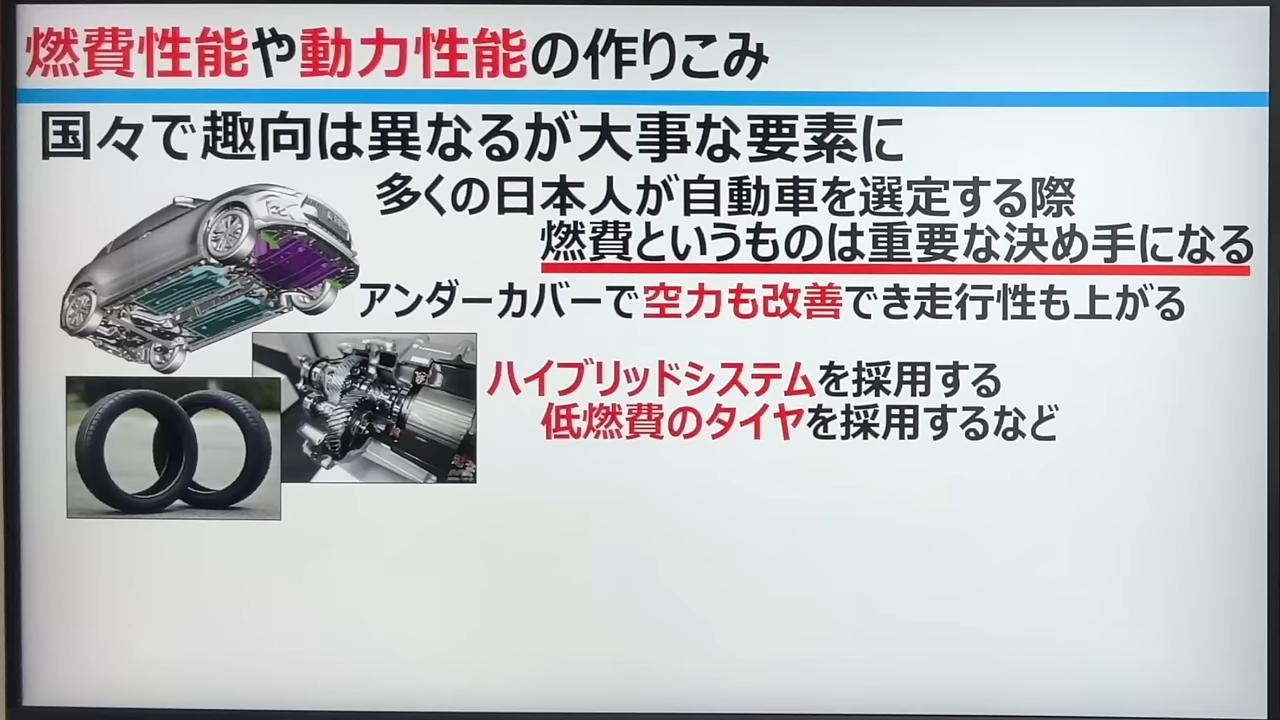 燃費性能や動力性能の作りこみ
国々で趣向は異なるが大事な要素に
多くの日本人が自動車を選定する際
燃費というものは重要な決め手になる
アンダーカバーで空力も改善でき走行性も上がる
ハイブリッドシステムを採用する
低燃費のタイヤを採用するなど